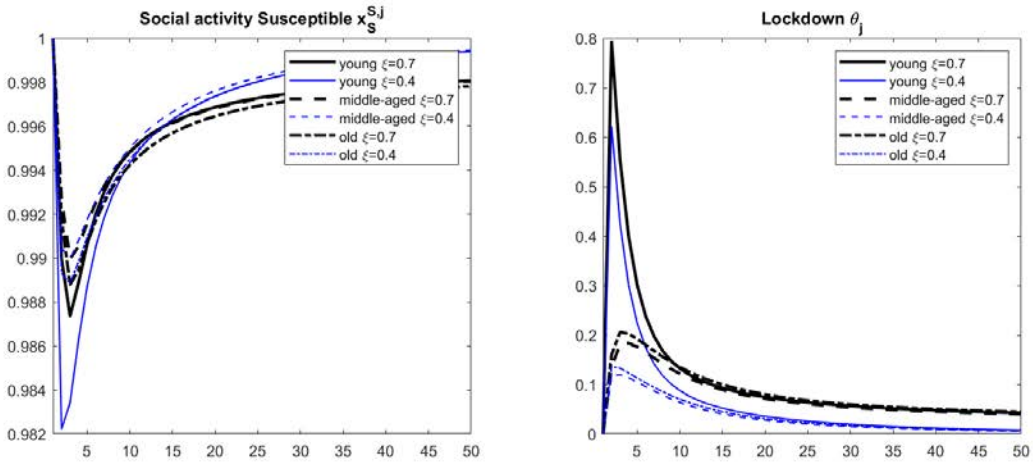 Social activity Susceptible x_S^{S,j}
1
0.998
0.996
0.994
0.992
0.99
0.988
0.986
0.984
0.982
5 10 15 20 25 30 35 40 45 50
young ξ=0.7
young ξ=0.4
middle-aged ξ=0.7
middle-aged ξ=0.4
old ξ=0.7
old ξ=0.4
Lockdown θ_j
0.8
0.7
0.6
0.5
0.4
0.3
0.2
0.1
0
5 10 15 20 25 30 35 40 45 50
young ξ=0.7
young ξ=0.4
middle-aged ξ=0.7
middle-aged ξ=0.4
old ξ=0.7
old ξ=0.4